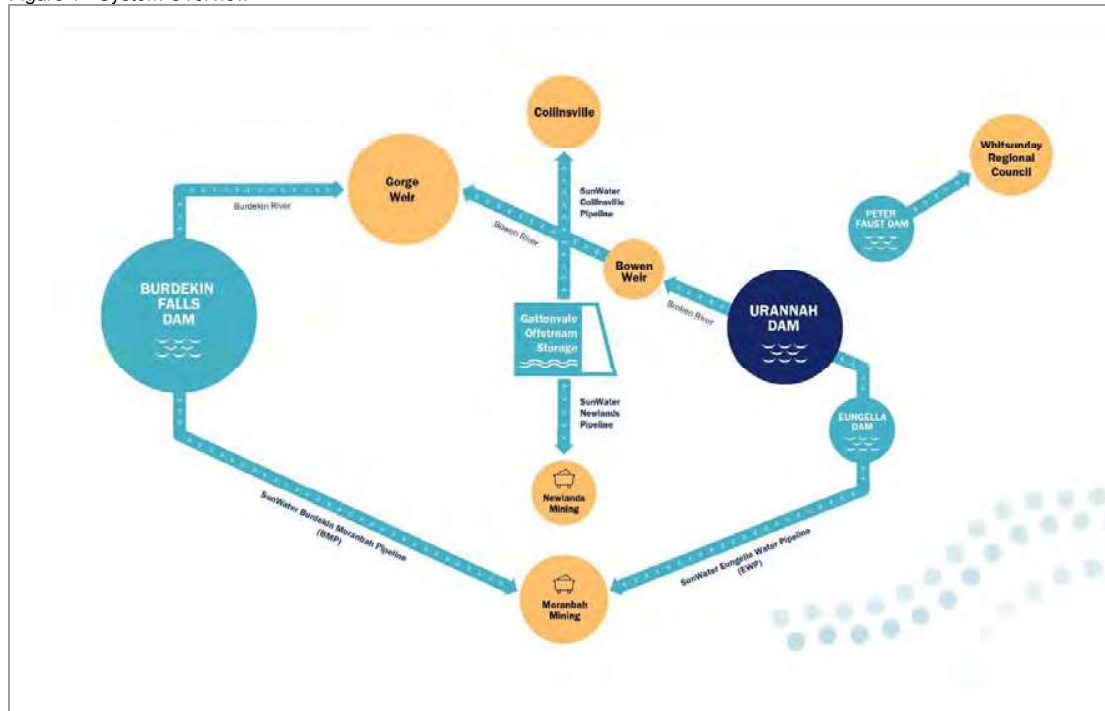 Collinsville
Whitsunday
Regional
Council
Gorge
Weir
SunWater
Collinsville
Pipeline
PETER
FAUST DAM
Burdekin River
Bowen River
Bowen
Weir
BURDEKIN
FALLS
DAM
Broken River
URANNAH
DAM
Gattonvale
Offstream
Storage
SunWater
Newlands
Pipeline
EUNGELLA
DAM
Newlands
Mining
SunWater Burdekin Moranbah Pipeline
(BMP)
SunWater Eungella Water Pipeline
(EWP)
Moranbah
Mining